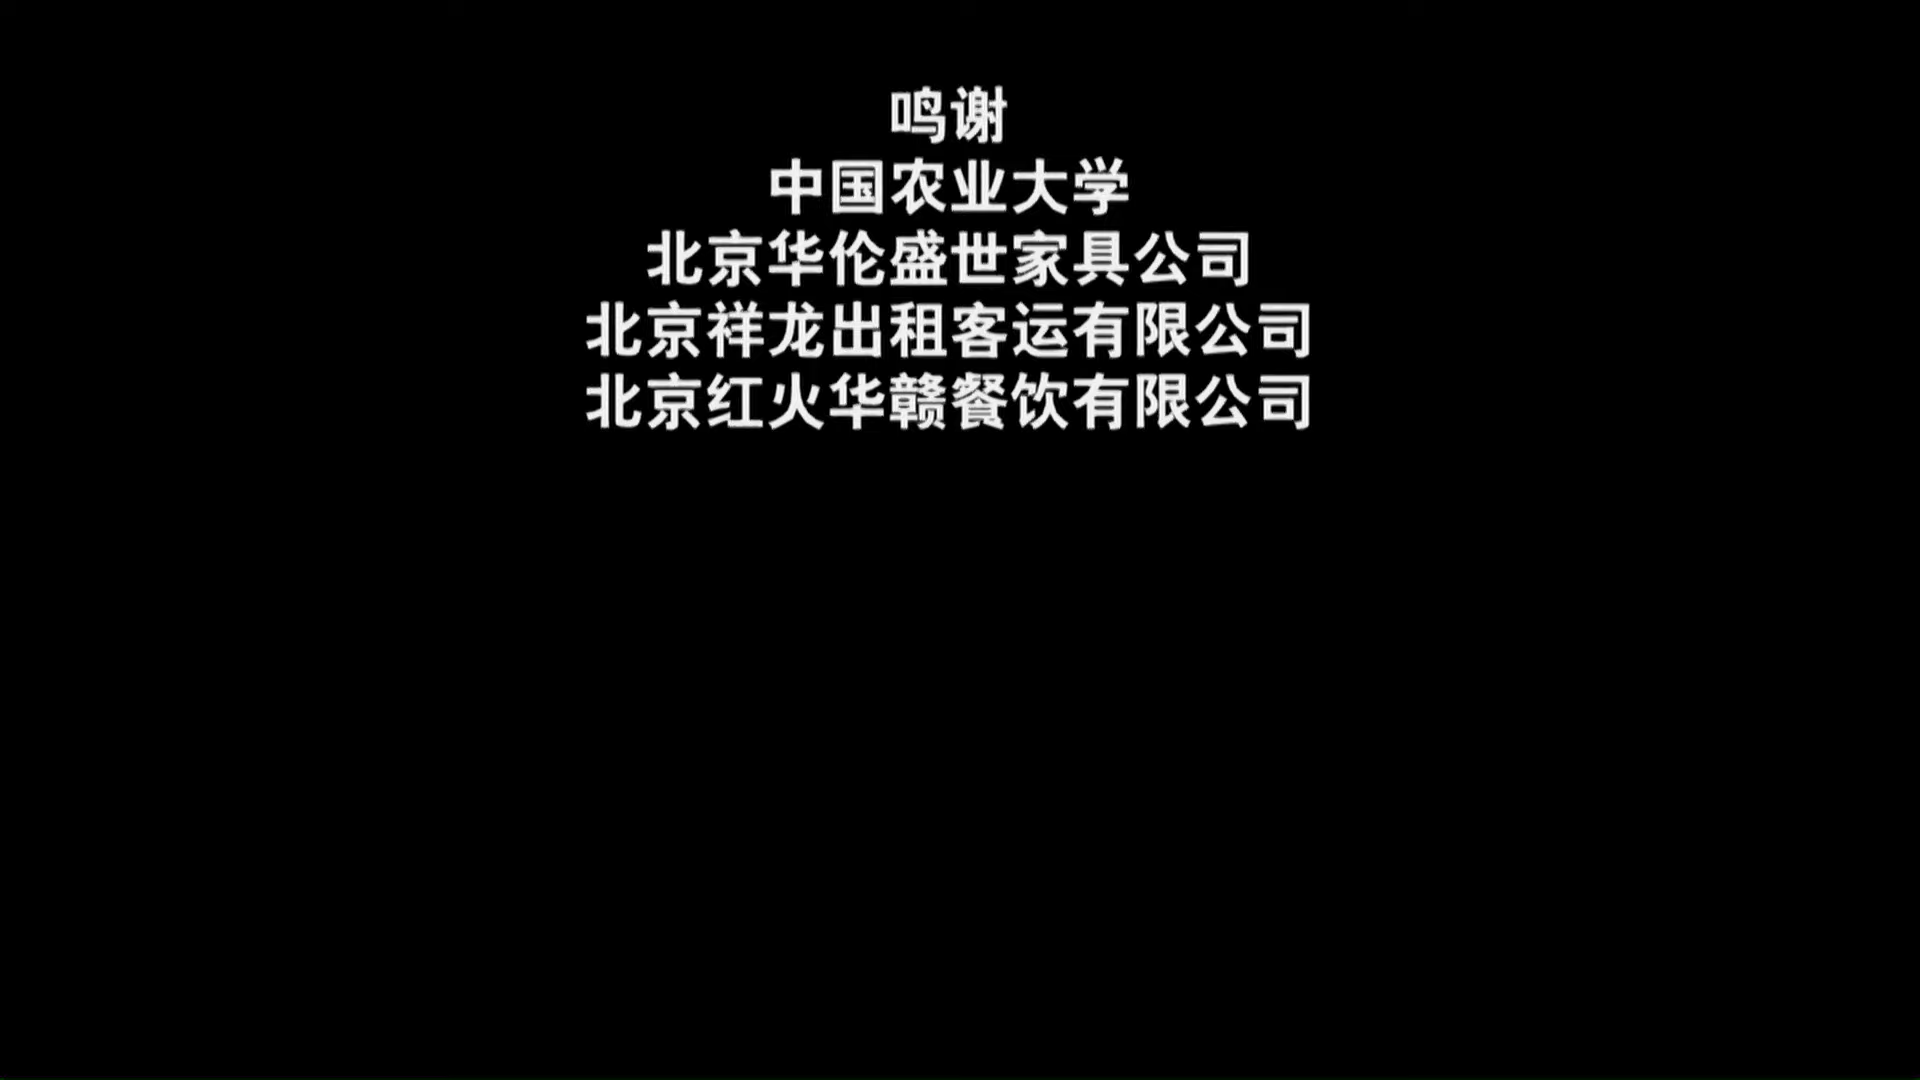 鸣谢
中国农业大学
北京华伦盛世家具公司
北京祥龙出租客运有限公司
北京红火华赣餐饮有限公司